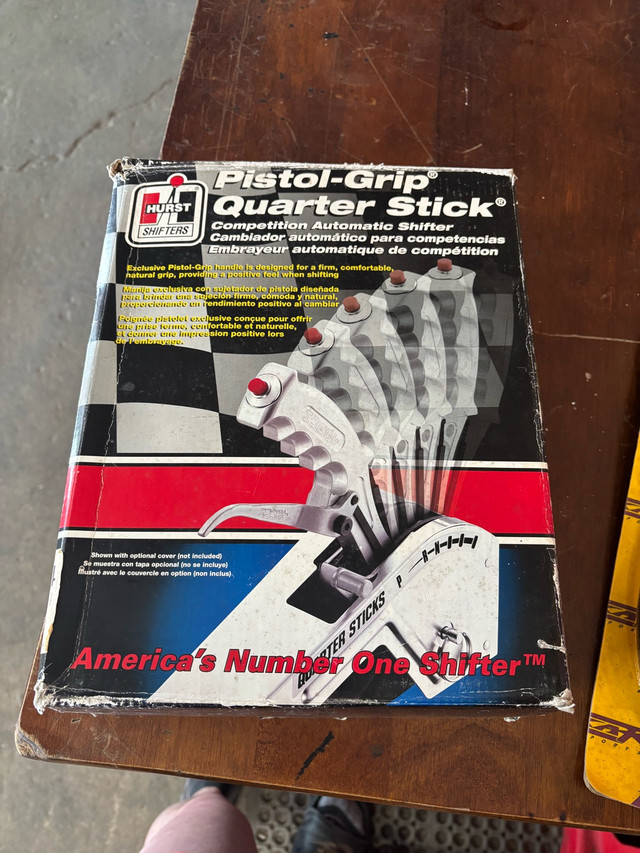 Pistol-Grip®
Quarter Stick®
HURST
SHIFTERS
Competition Automatic Shifter
Cambiador automático para competencias
Embrayeur automatique de compétition
Exclusive Pistol-Grip handle is designed for a firm, comfortable,
natural grip, providing a positive feel when shifting
Manija exclusiva con sujetador de pistola diseñada
para brindar una sujeción firme, cómoda y natural,
proporcionando un rendimiento positivo al cambiar
Poignée pistolet exclusive conçue pour offrir
une prise ferme, confortable et naturelle,
et donner une impression positive lors
de l'embrayage.
Shown with optional cover (not included)
Se muestra con tapa opcional (no se incluye)
Illustré avec le couvercle en option (non inclus)
P
QUARTER STICKS
America's Number One Shifter™